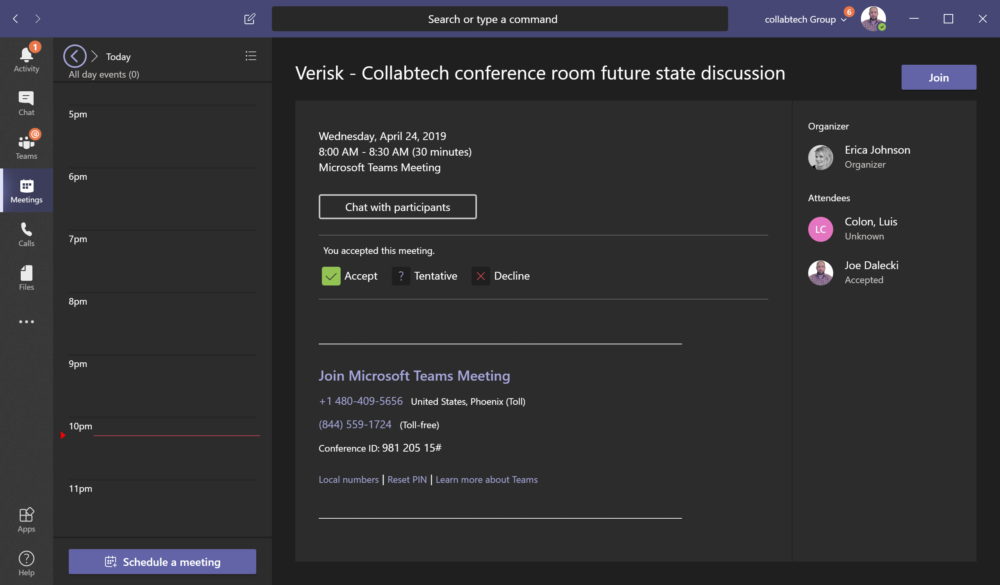 Search or type a command
collabtech Group
6
1
Activity
Chat
@
Teams
Meetings
Calls
Files
Apps
Help
Today
All day events (0)
5pm
6pm
7pm
8pm
9pm
10pm
11pm
Schedule a meeting
Verisk - Collabtech conference room future state discussion
Join
Wednesday, April 24, 2019
8:00 AM - 8:30 AM (30 minutes)
Microsoft Teams Meeting
Chat with participants
You accepted this meeting.
Accept ? Tentative Decline
Join Microsoft Teams Meeting
+1 480-409-5656 United States, Phoenix (Toll)
(844) 559-1724 (Toll-free)
Conference ID: 981 205 15#
Local numbers | Reset PIN | Learn more about Teams
Organizer
Erica Johnson
Organizer
Attendees
LC
Colon, Luis
Unknown
Joe Dalecki
Accepted